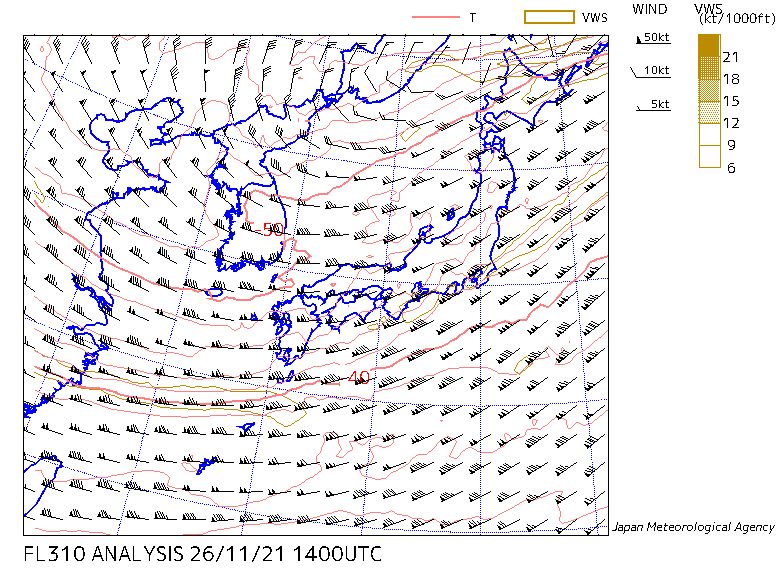 T
VWS
WIND
50kt
10kt
5kt
VWS
(kt/1000ft)
21
18
15
12
9
6
-50
-40
Japan Meteorological Agency
FL310 ANALYSIS 26/11/21 1400UTC